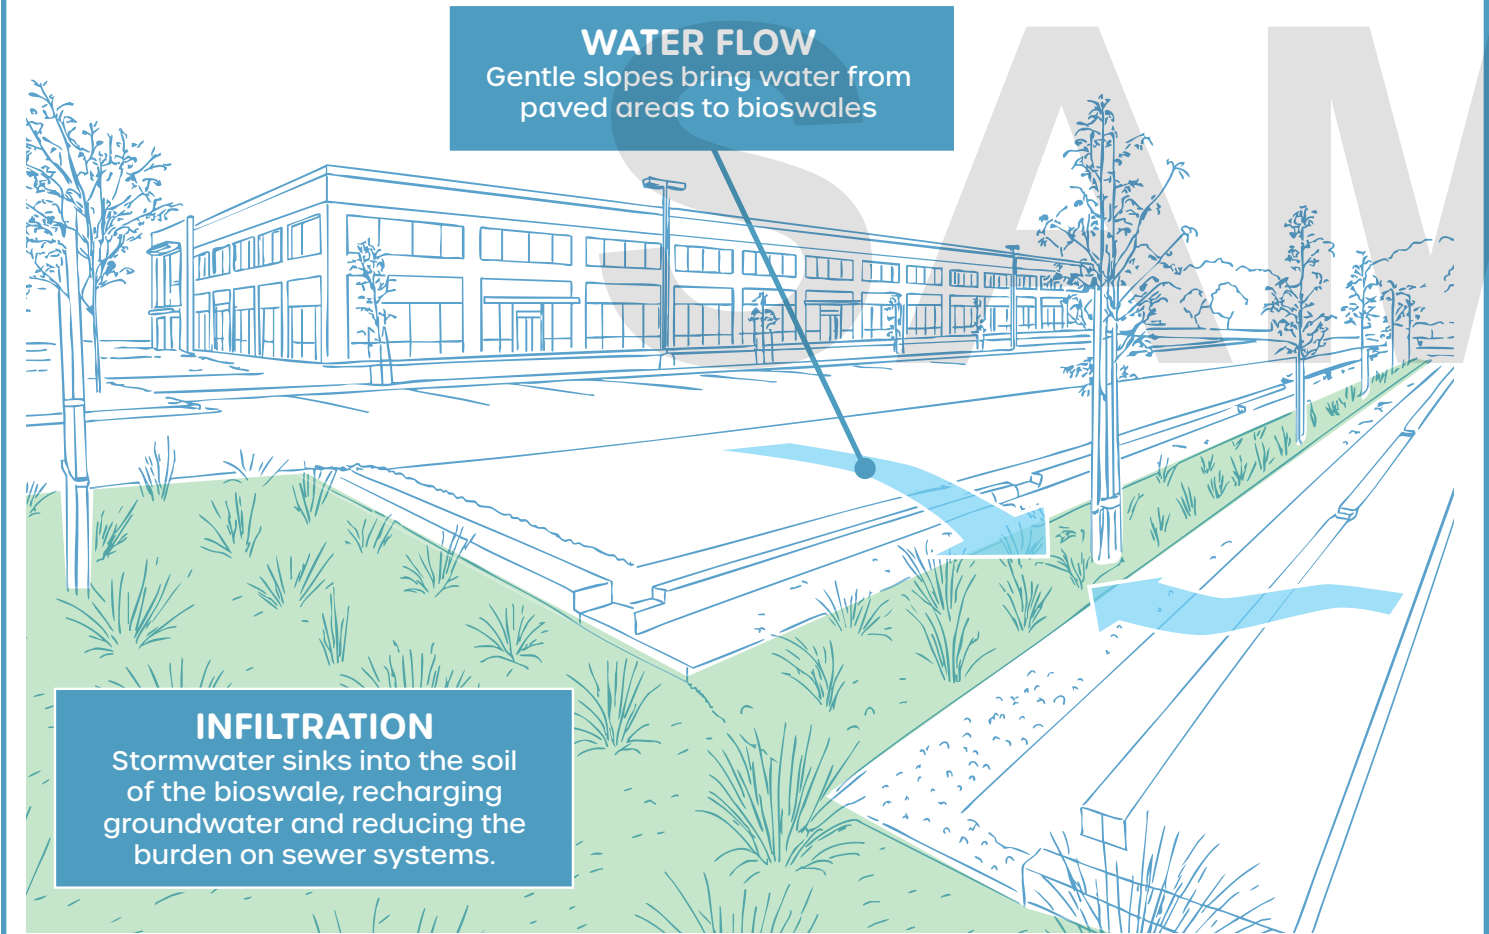 WATER FLOW
Gentle slopes bring water from
paved areas to bioswales
SAM
INFILTRATION
Stormwater sinks into the soil
of the bioswale, recharging
groundwater and reducing the
burden on sewer systems.